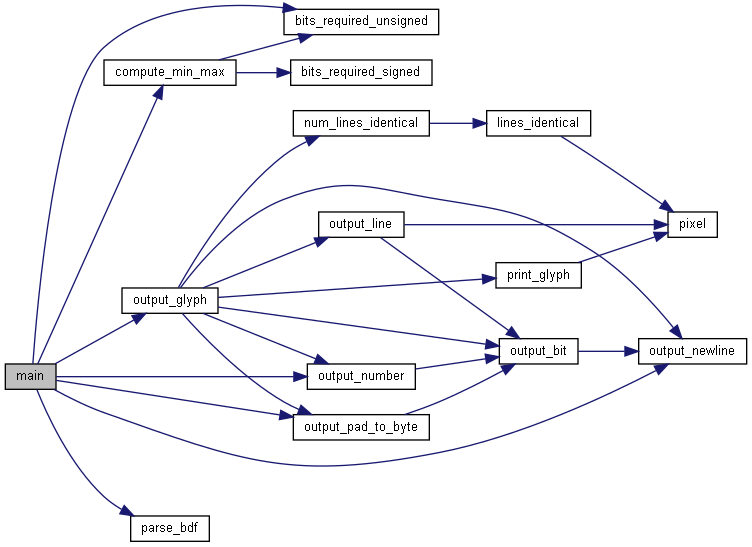 bits_required_unsigned
compute_min_max
bits_required_signed
num_lines_identical
lines_identical
output_line
pixel
print_glyph
output_glyph
output_bit
output_newline
main
output_number
output_pad_to_byte
parse_bdf